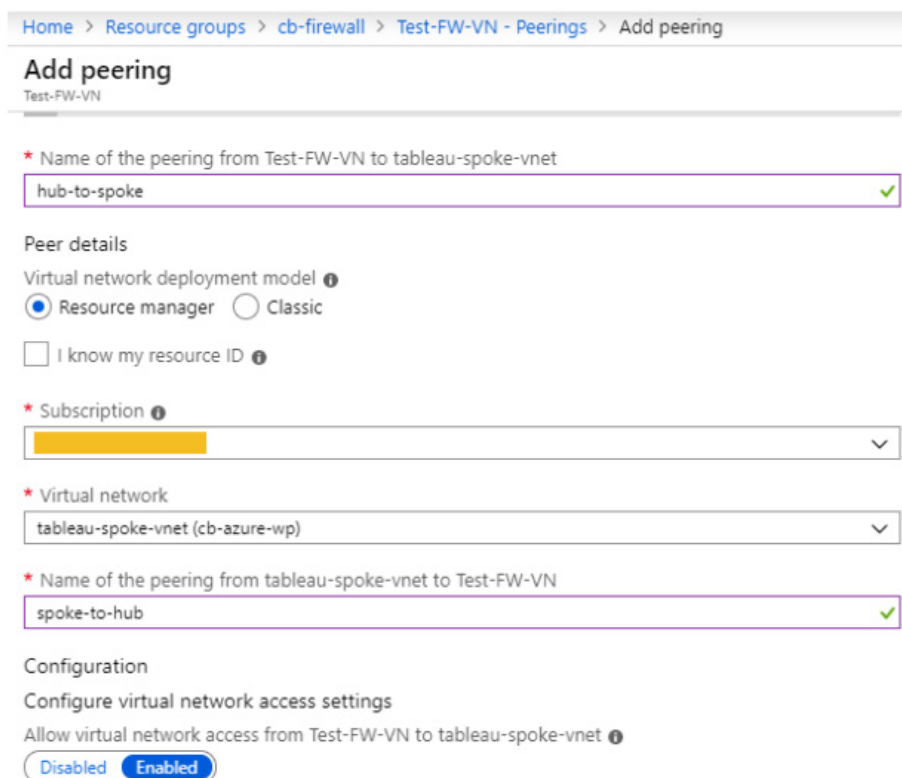 Home > Resource groups > cb-firewall > Test-FW-VN - Peerings > Add peering
Add peering
Test-FW-VN
* Name of the peering from Test-FW-VN to tableau-spoke-vnet
hub-to-spoke
Peer details
Virtual network deployment model
Resource manager Classic
I know my resource ID
* Subscription
* Virtual network
tableau-spoke-vnet (cb-azure-wp)
* Name of the peering from tableau-spoke-vnet to Test-FW-VN
spoke-to-hub
Configuration
Configure virtual network access settings
Allow virtual network access from Test-FW-VN to tableau-spoke-vnet
Disabled Enabled